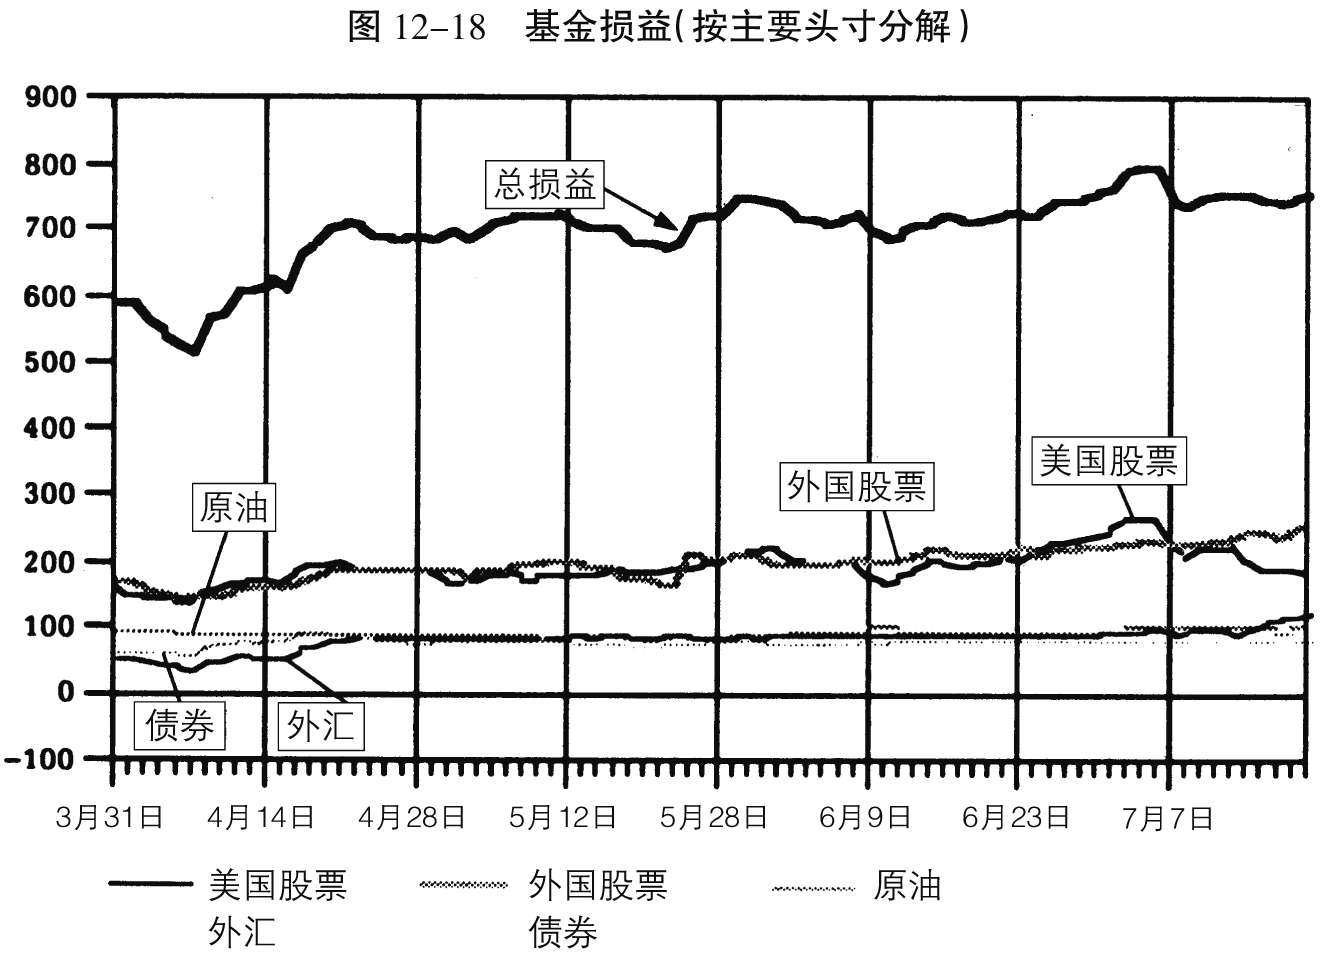 图 12–18 基金损益(按主要头寸分解)
900
800
总损益
700
600
500
400
美国股票
300
外国股票
原油
200
100
0
债券
外汇
-100
3月31日 4月14日 4月28日 5月12日 5月28日 6月9日 6月23日 7月7日
美国股票 外国股票 原油
外汇 债券